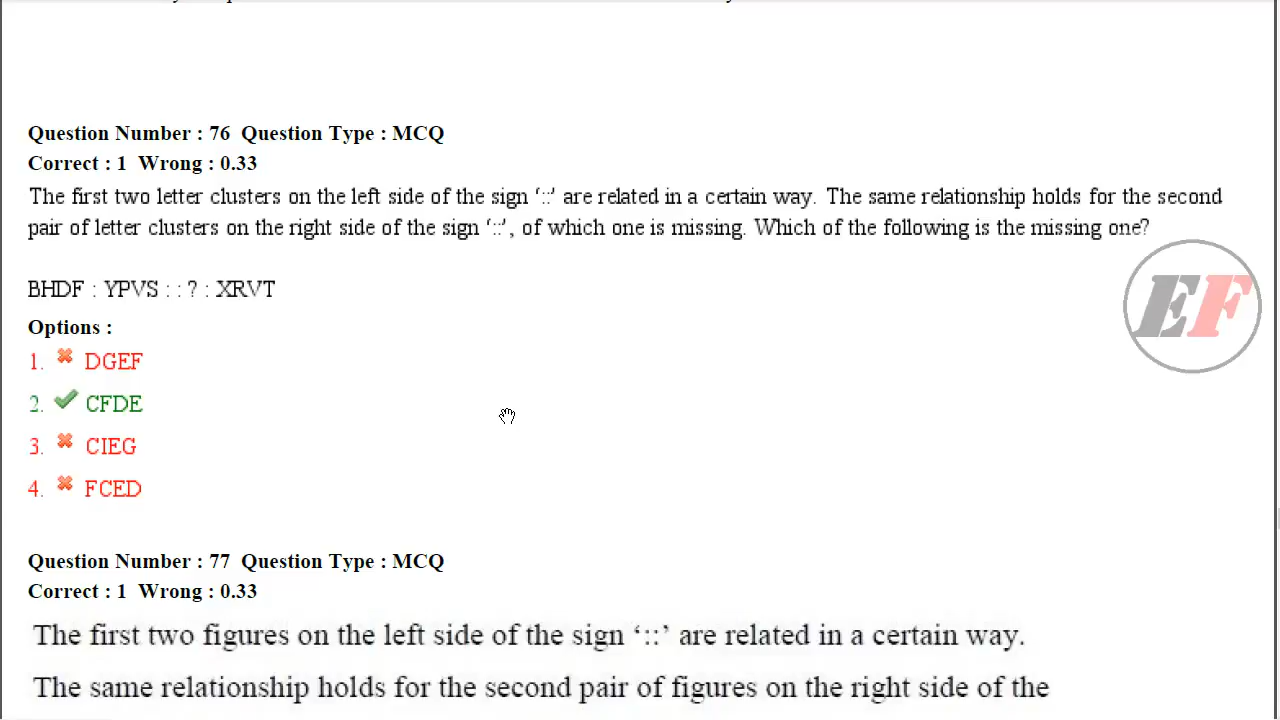 Question Number : 76 Question Type : MCQ
Correct : 1 Wrong : 0.33
The first two letter clusters on the left side of the sign ‘::’ are related in a certain way. The same relationship holds for the second
pair of letter clusters on the right side of the sign ‘::’, of which one is missing. Which of the following is the missing one?
BHDF : YPVS : : ? : XRVT
EF
Options :
1. DGEF
2. CFDE
3. CIEG
4. FCED
Question Number : 77 Question Type : MCQ
Correct : 1 Wrong : 0.33
The first two figures on the left side of the sign ‘::’ are related in a certain way.
The same relationship holds for the second pair of figures on the right side of the